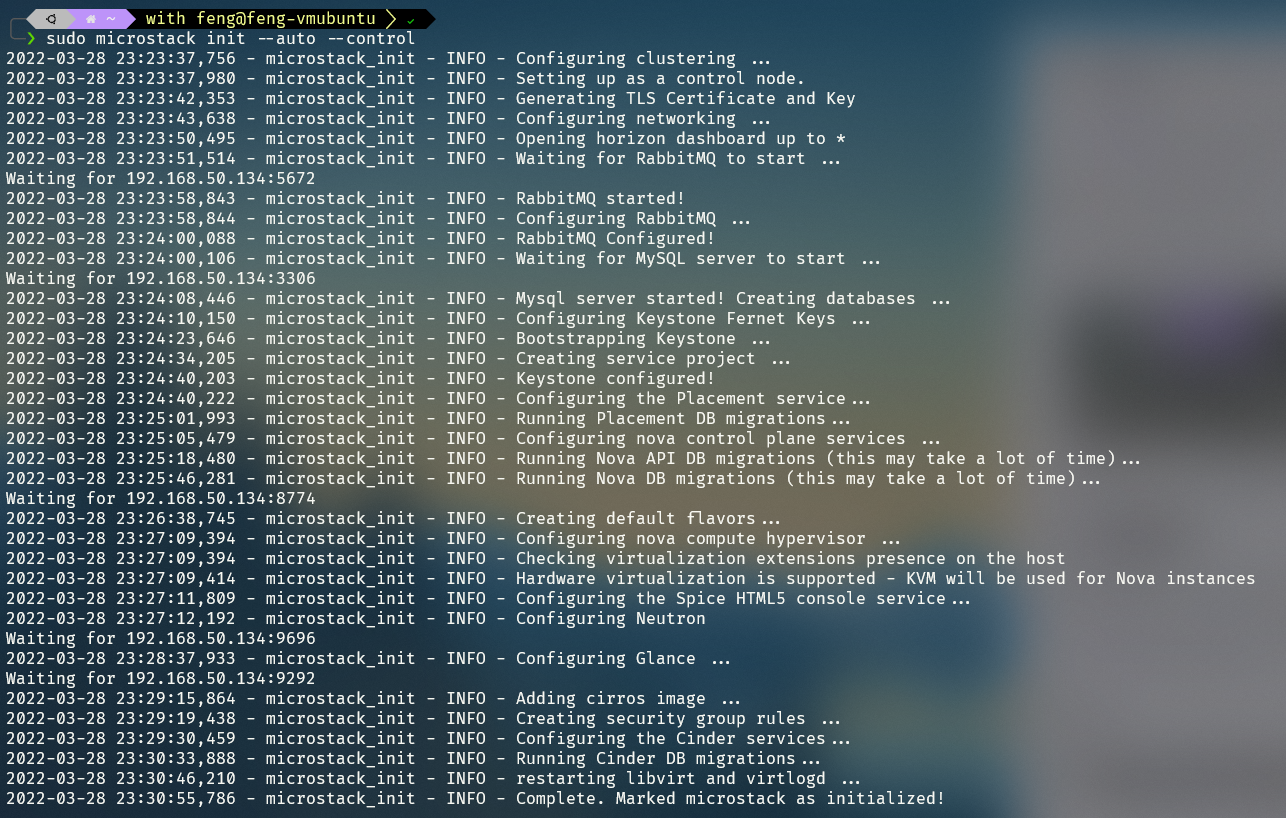 ~ with feng@feng-vmubuntu ✓
❯ sudo microstack init --auto --control
2022-03-28 23:23:37,756 - microstack_init - INFO - Configuring clustering ...
2022-03-28 23:23:37,980 - microstack_init - INFO - Setting up as a control node.
2022-03-28 23:23:42,353 - microstack_init - INFO - Generating TLS Certificate and Key
2022-03-28 23:23:43,638 - microstack_init - INFO - Configuring networking ...
2022-03-28 23:23:50,495 - microstack_init - INFO - Opening horizon dashboard up to *
2022-03-28 23:23:51,514 - microstack_init - INFO - Waiting for RabbitMQ to start ...
Waiting for 192.168.50.134:5672
2022-03-28 23:23:58,843 - microstack_init - INFO - RabbitMQ started!
2022-03-28 23:23:58,844 - microstack_init - INFO - Configuring RabbitMQ ...
2022-03-28 23:24:00,088 - microstack_init - INFO - RabbitMQ Configured!
2022-03-28 23:24:00,106 - microstack_init - INFO - Waiting for MySQL server to start ...
Waiting for 192.168.50.134:3306
2022-03-28 23:24:08,446 - microstack_init - INFO - Mysql server started! Creating databases ...
2022-03-28 23:24:10,150 - microstack_init - INFO - Configuring Keystone Fernet Keys ...
2022-03-28 23:24:23,646 - microstack_init - INFO - Bootstrapping Keystone ...
2022-03-28 23:24:34,205 - microstack_init - INFO - Creating service project ...
2022-03-28 23:24:40,203 - microstack_init - INFO - Keystone configured!
2022-03-28 23:24:40,222 - microstack_init - INFO - Configuring the Placement service...
2022-03-28 23:25:01,993 - microstack_init - INFO - Running Placement DB migrations...
2022-03-28 23:25:05,479 - microstack_init - INFO - Configuring nova control plane services ...
2022-03-28 23:25:18,480 - microstack_init - INFO - Running Nova API DB migrations (this may take a lot of time)...
2022-03-28 23:25:46,281 - microstack_init - INFO - Running Nova DB migrations (this may take a lot of time)...
Waiting for 192.168.50.134:8774
2022-03-28 23:26:38,745 - microstack_init - INFO - Creating default flavors...
2022-03-28 23:27:09,394 - microstack_init - INFO - Configuring nova compute hypervisor ...
2022-03-28 23:27:09,394 - microstack_init - INFO - Checking virtualization extensions presence on the host
2022-03-28 23:27:09,414 - microstack_init - INFO - Hardware virtualization is supported - KVM will be used for Nova instances
2022-03-28 23:27:11,809 - microstack_init - INFO - Configuring the Spice HTML5 console service...
2022-03-28 23:27:12,192 - microstack_init - INFO - Configuring Neutron
Waiting for 192.168.50.134:9696
2022-03-28 23:28:37,933 - microstack_init - INFO - Configuring Glance ...
Waiting for 192.168.50.134:9292
2022-03-28 23:29:15,864 - microstack_init - INFO - Adding cirros image ...
2022-03-28 23:29:19,438 - microstack_init - INFO - Creating security group rules ...
2022-03-28 23:29:30,459 - microstack_init - INFO - Configuring the Cinder services...
2022-03-28 23:30:33,888 - microstack_init - INFO - Running Cinder DB migrations...
2022-03-28 23:30:46,210 - microstack_init - INFO - restarting libvirt and virtlogd ...
2022-03-28 23:30:55,786 - microstack_init - INFO - Complete. Marked microstack as initialized!